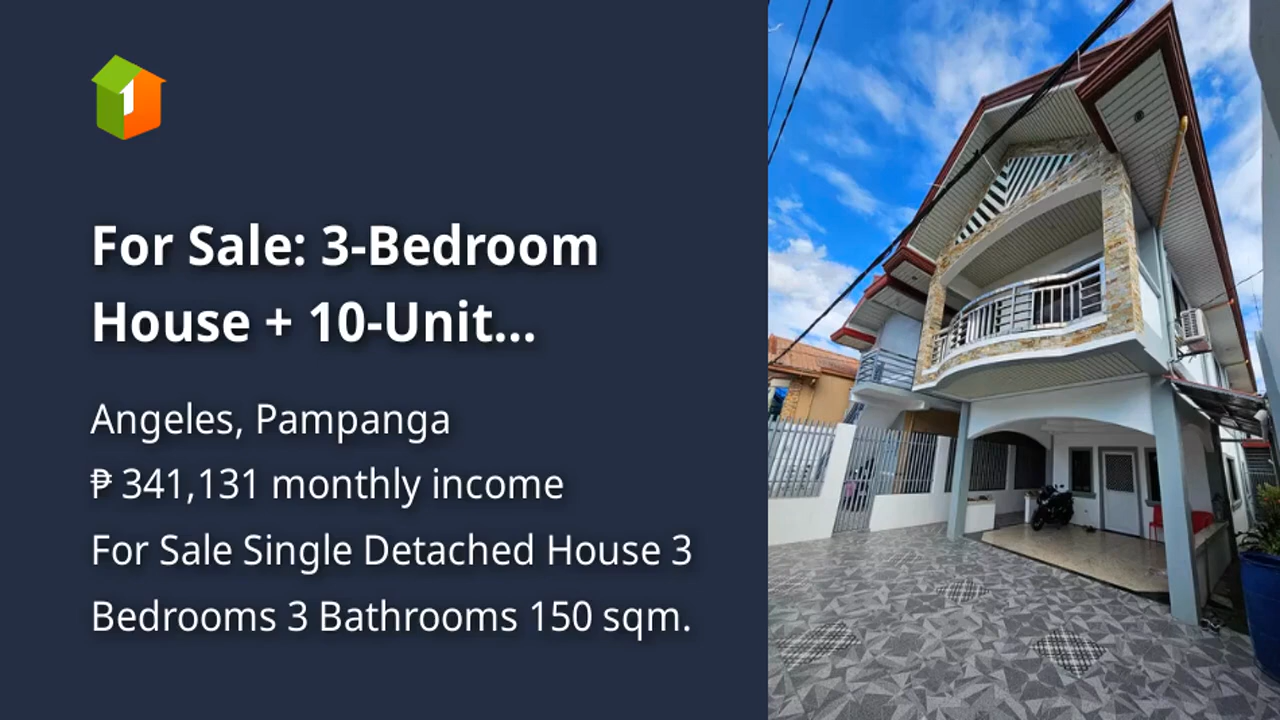 For Sale: 3-Bedroom
House + 10-Unit...
Angeles, Pampanga
₱ 341,131 monthly income
For Sale Single Detached House 3
Bedrooms 3 Bathrooms 150 sqm.